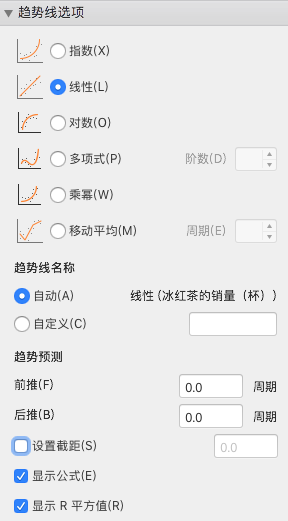 趋势线选项
指数(X)
线性(L)
对数(O)
多项式(P) 阶数(D)
乘幂(W)
移动平均(M) 周期(E)
趋势线名称
自动(A) 线性 (冰红茶的销量（杯）)
自定义(C)
趋势预测
前推(F) 0.0 周期
后推(B) 0.0 周期
设置截距(S) 0.0
显示公式(E)
显示 R 平方值(R)